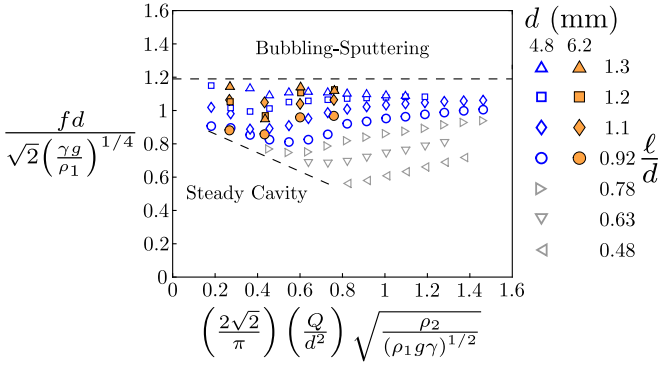 d (mm)
4.8 6.2
1.3
1.2
1.1
0.92
0.78
0.63
0.48
ℓ/d
Bubbling-Sputtering
Steady Cavity
1.6
1.4
1.2
1
0.8
0.6
0.4
0.2
0
0 0.2 0.4 0.6 0.8 1 1.2 1.4 1.6
fd / √2 (γg/ρ₁)^{1/4}
(2√2/π) (Q/d²) √(ρ₂/(ρ₁gγ)^{1/2})